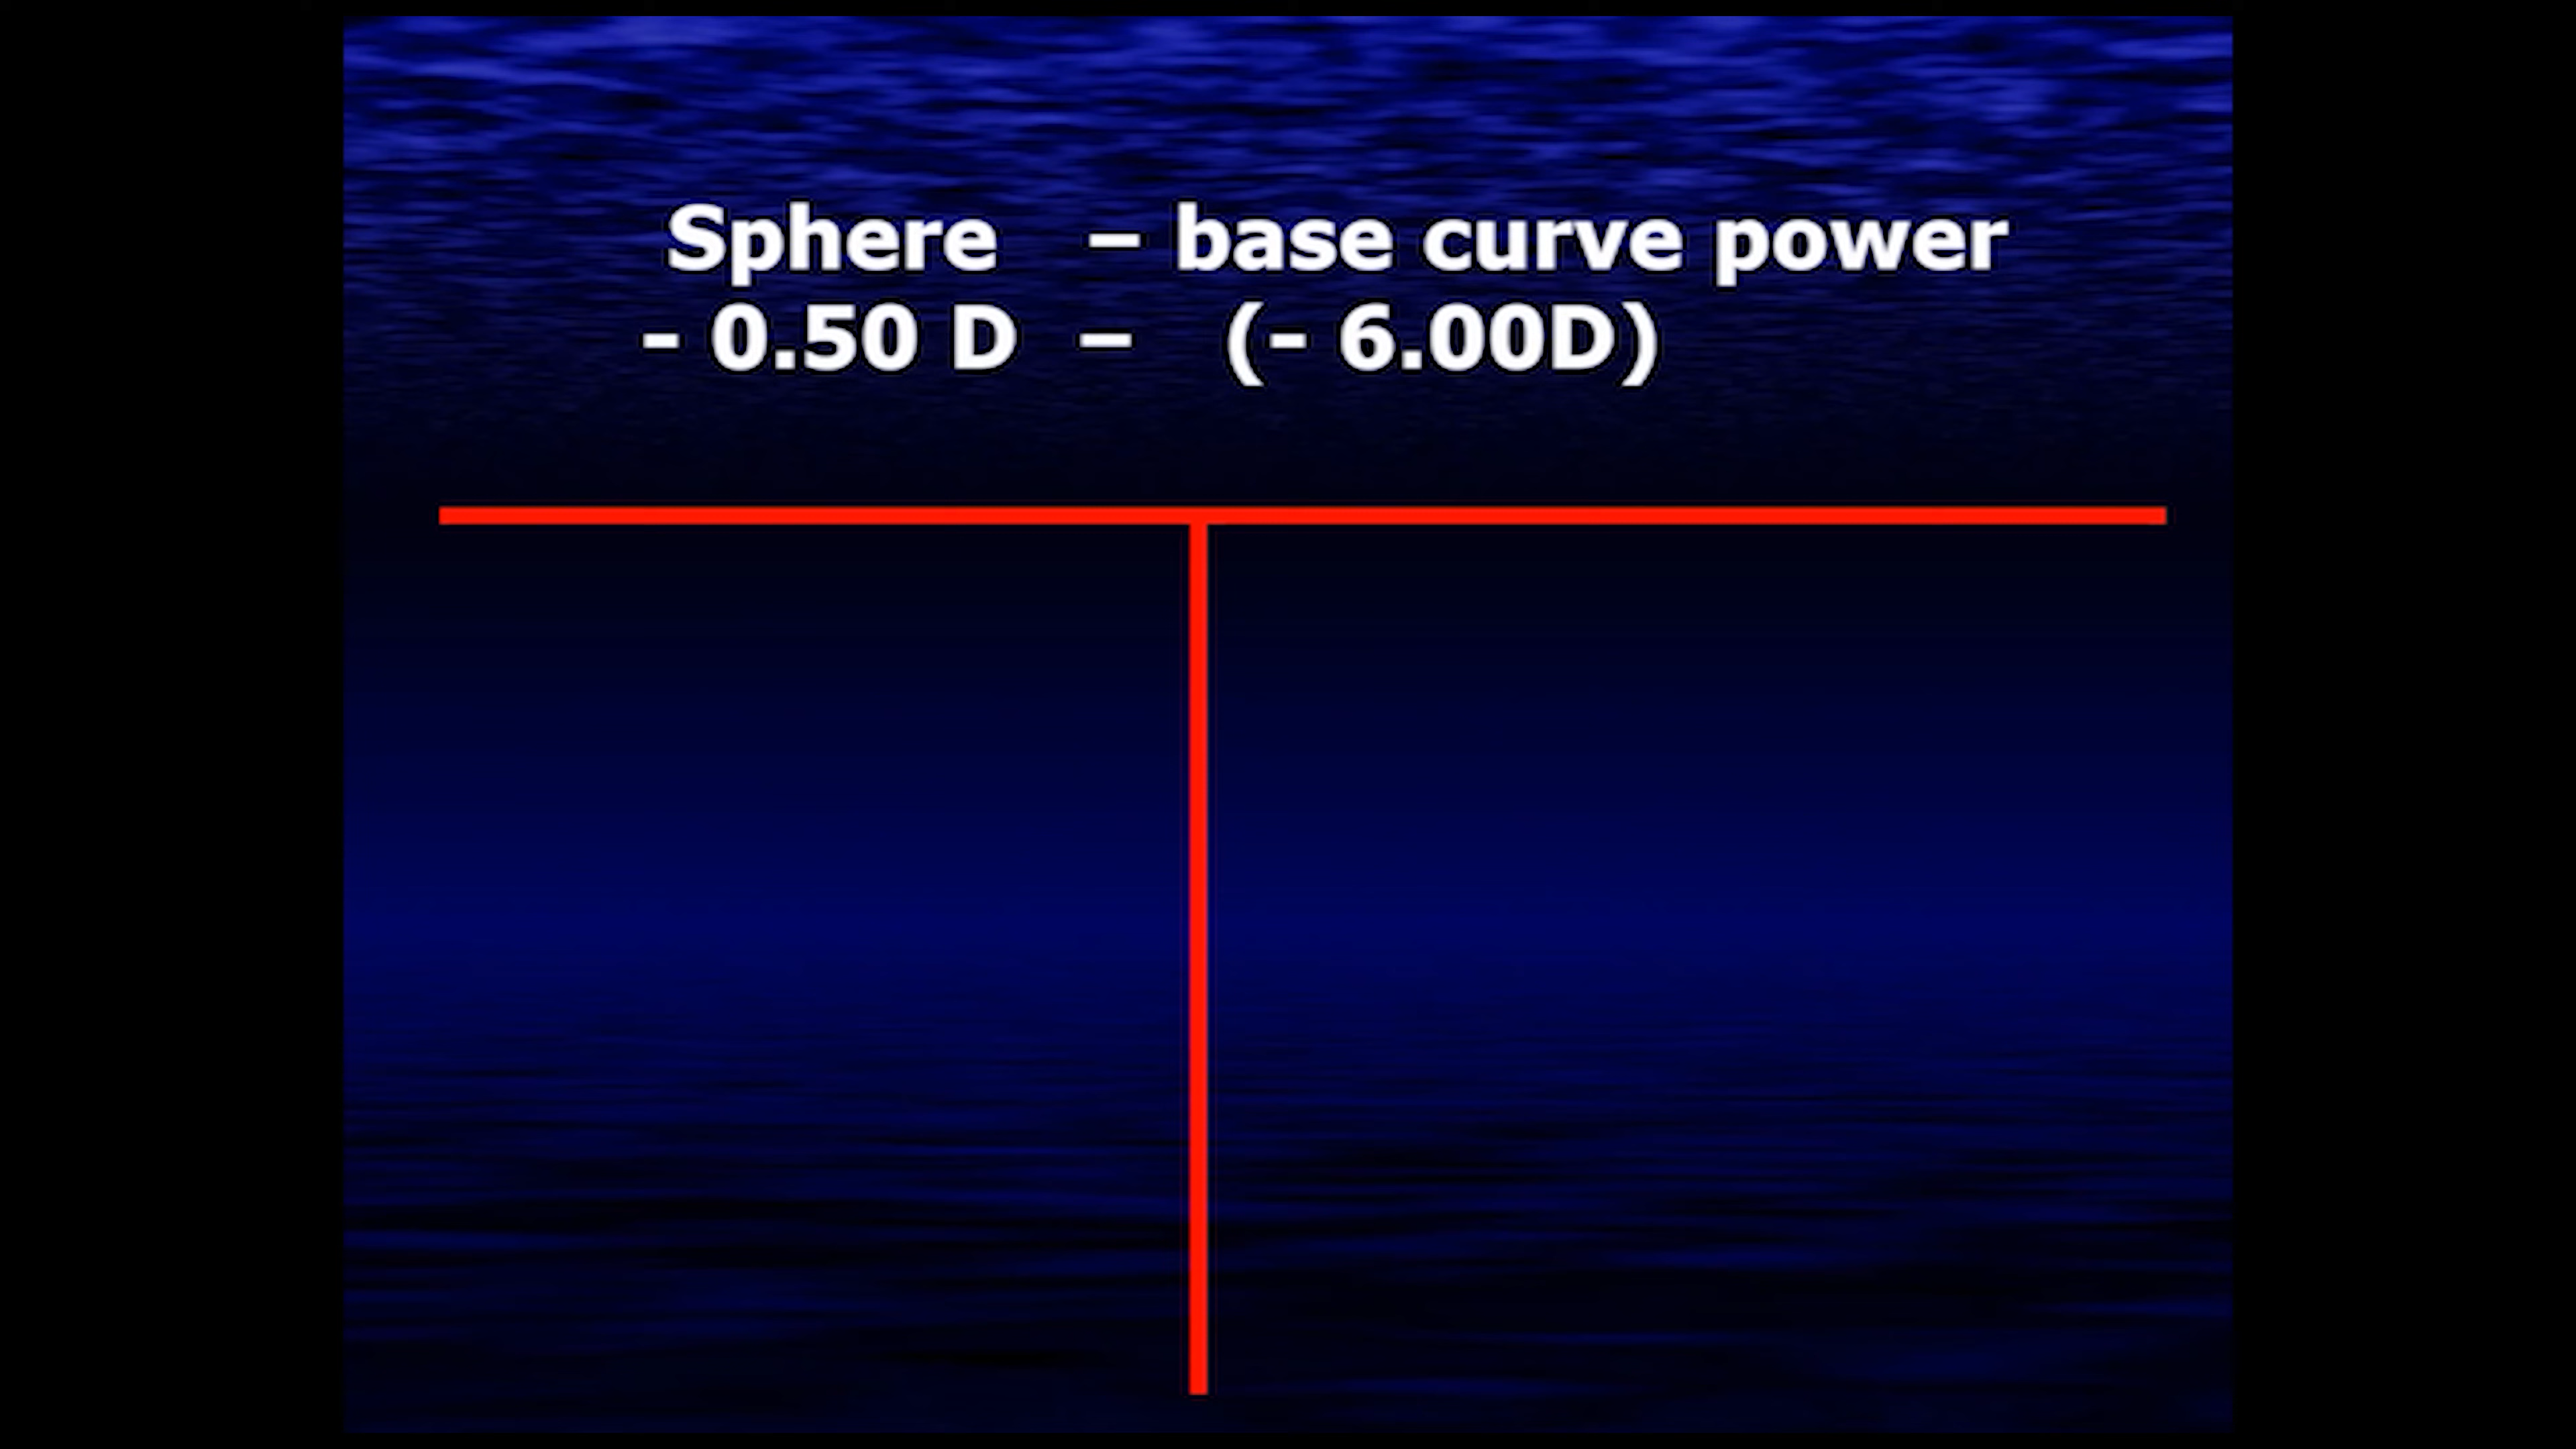 Sphere – base curve power
- 0.50 D – (- 6.00D)